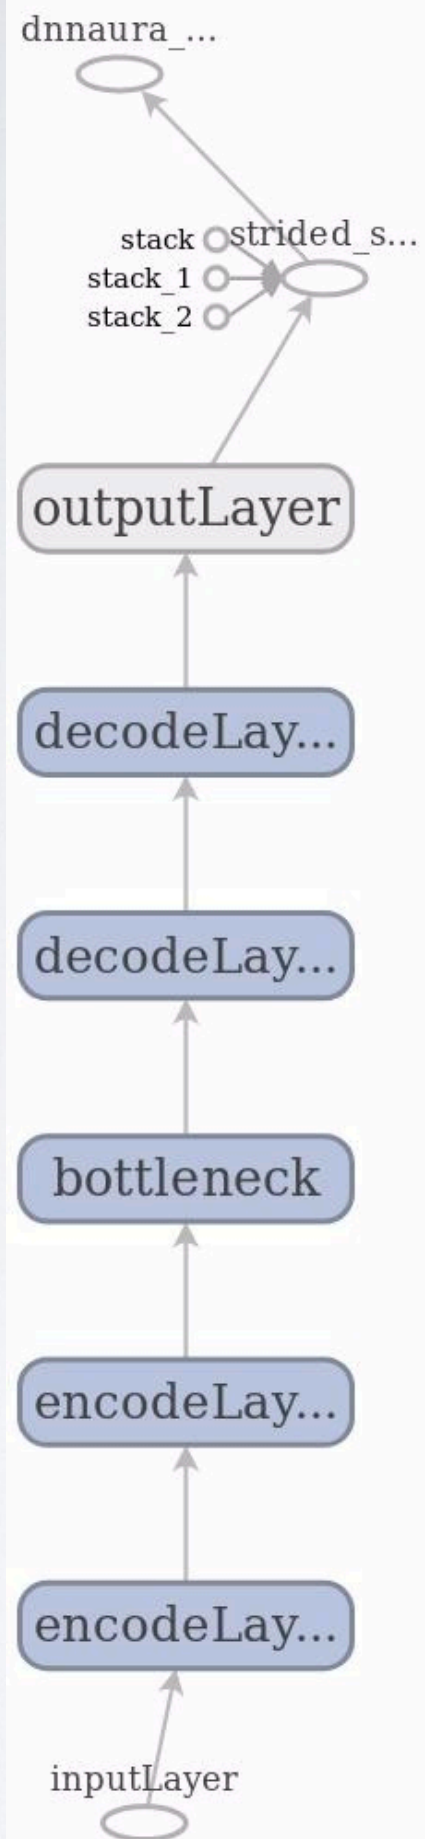 dnnaura_...
strided_s...
stack
stack_1
stack_2
outputLayer
decodeLay...
decodeLay...
bottleneck
encodeLay...
encodeLay...
inputLayer